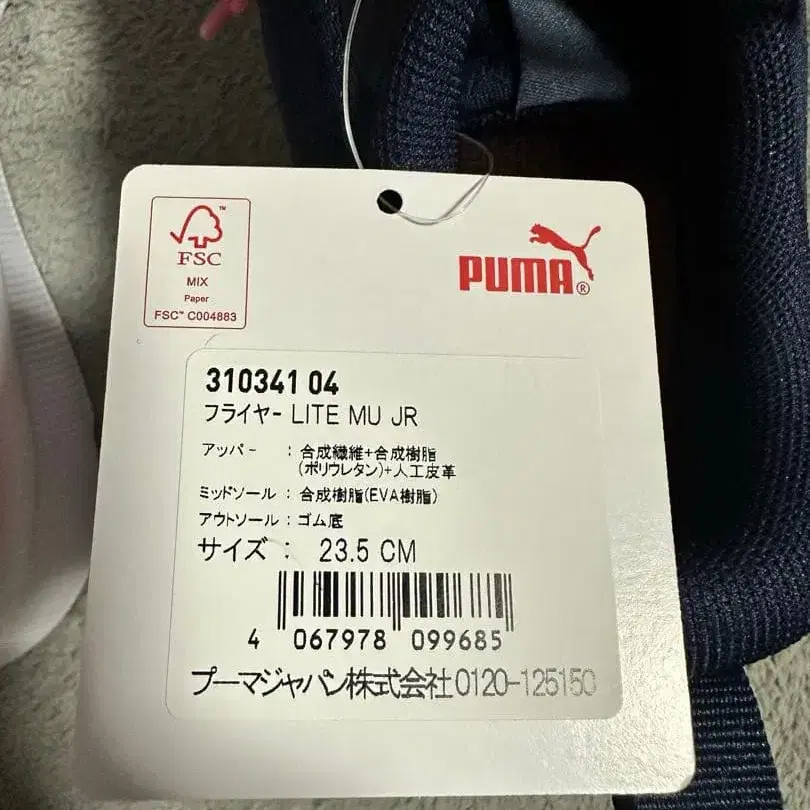 FSC™
MIX
Paper
FSC™ C004883
PUMA®
310341 04
フライヤー LITE MU JR
アッパー : 合成繊維+合成樹脂
(ポリウレタン)+人工皮革
ミッドソール : 合成樹脂(EVA樹脂)
アウトソール : ゴム底
サイズ : 23.5 CM
4 067978 099685
プーマジャパン株式会社 0120-125150